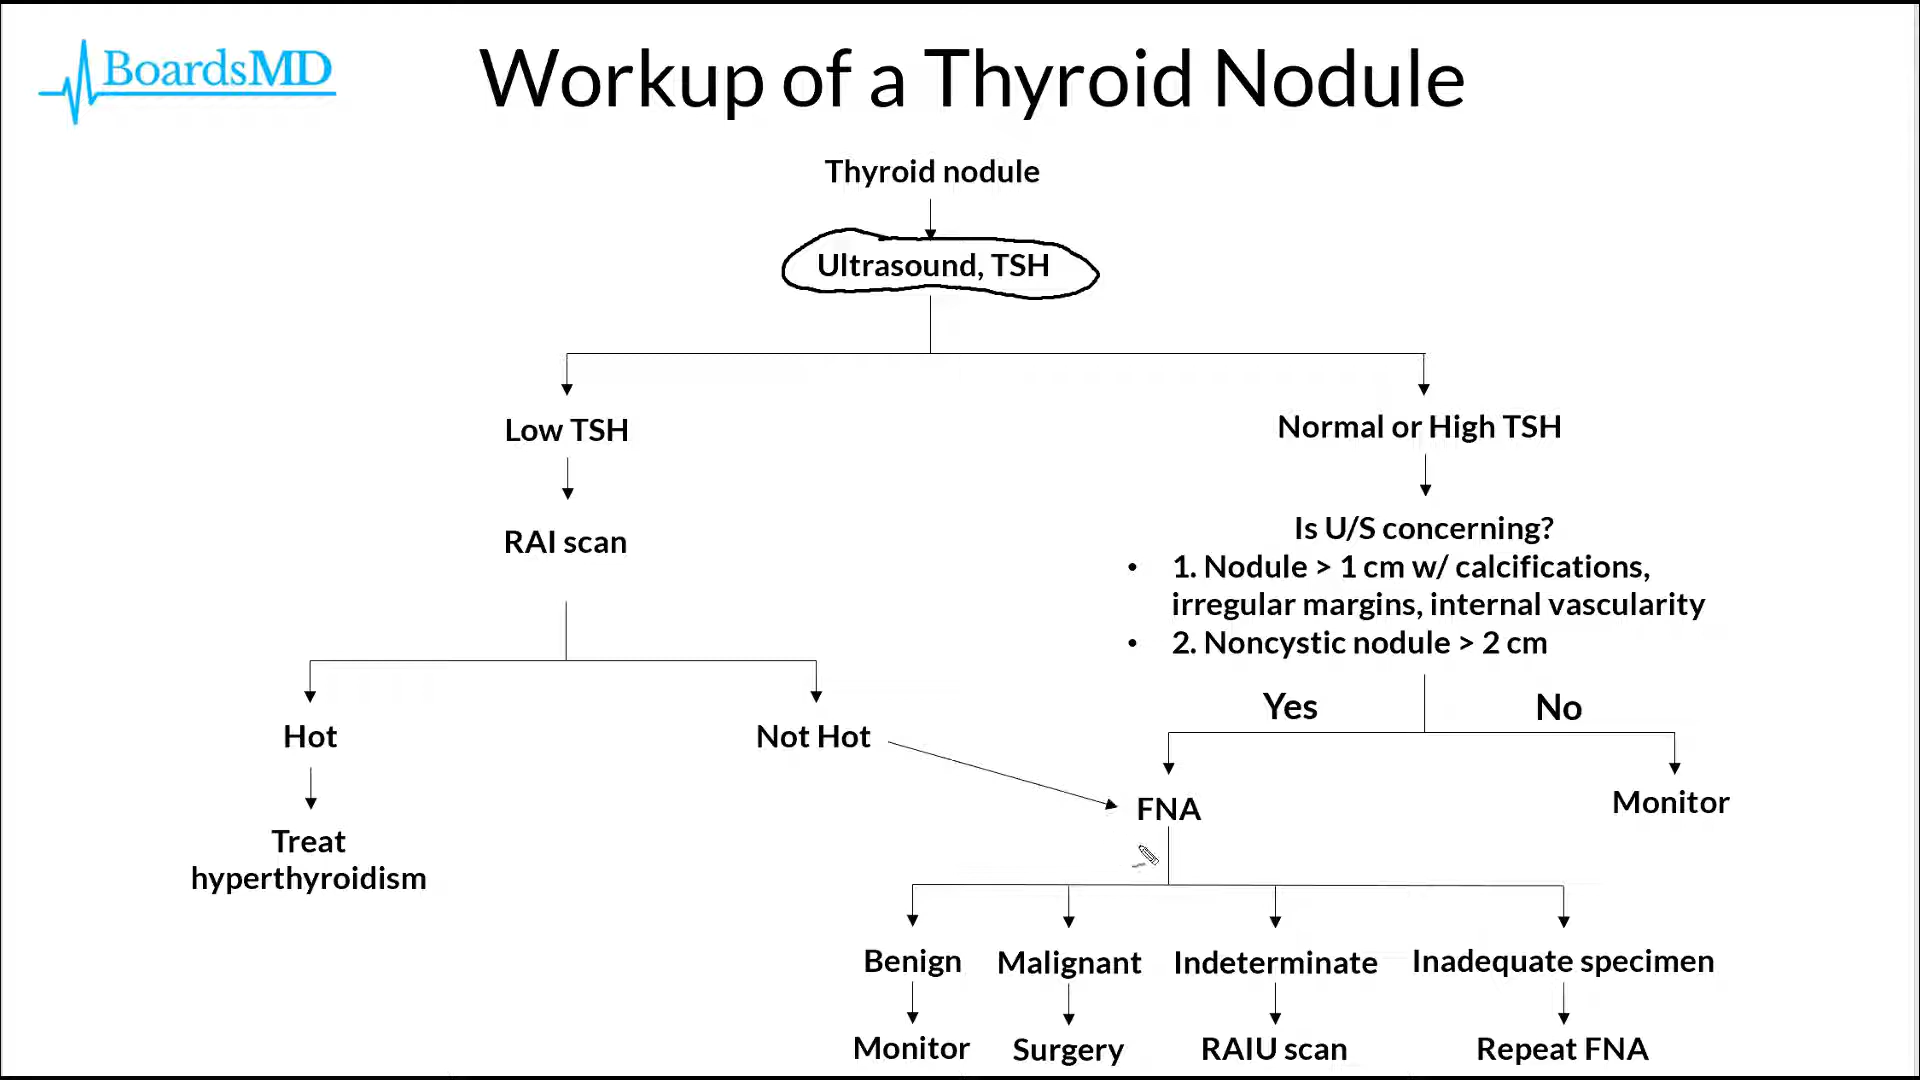 BoardsMD
Workup of a Thyroid Nodule
Thyroid nodule
Ultrasound, TSH
Low TSH
Normal or High TSH
RAI scan
Is U/S concerning?
• 1. Nodule > 1 cm w/ calcifications,
irregular margins, internal vascularity
• 2. Noncystic nodule > 2 cm
Yes
No
Hot
Not Hot
FNA
Monitor
Treat
hyperthyroidism
Benign
Malignant
Indeterminate
Inadequate specimen
Monitor
Surgery
RAIU scan
Repeat FNA